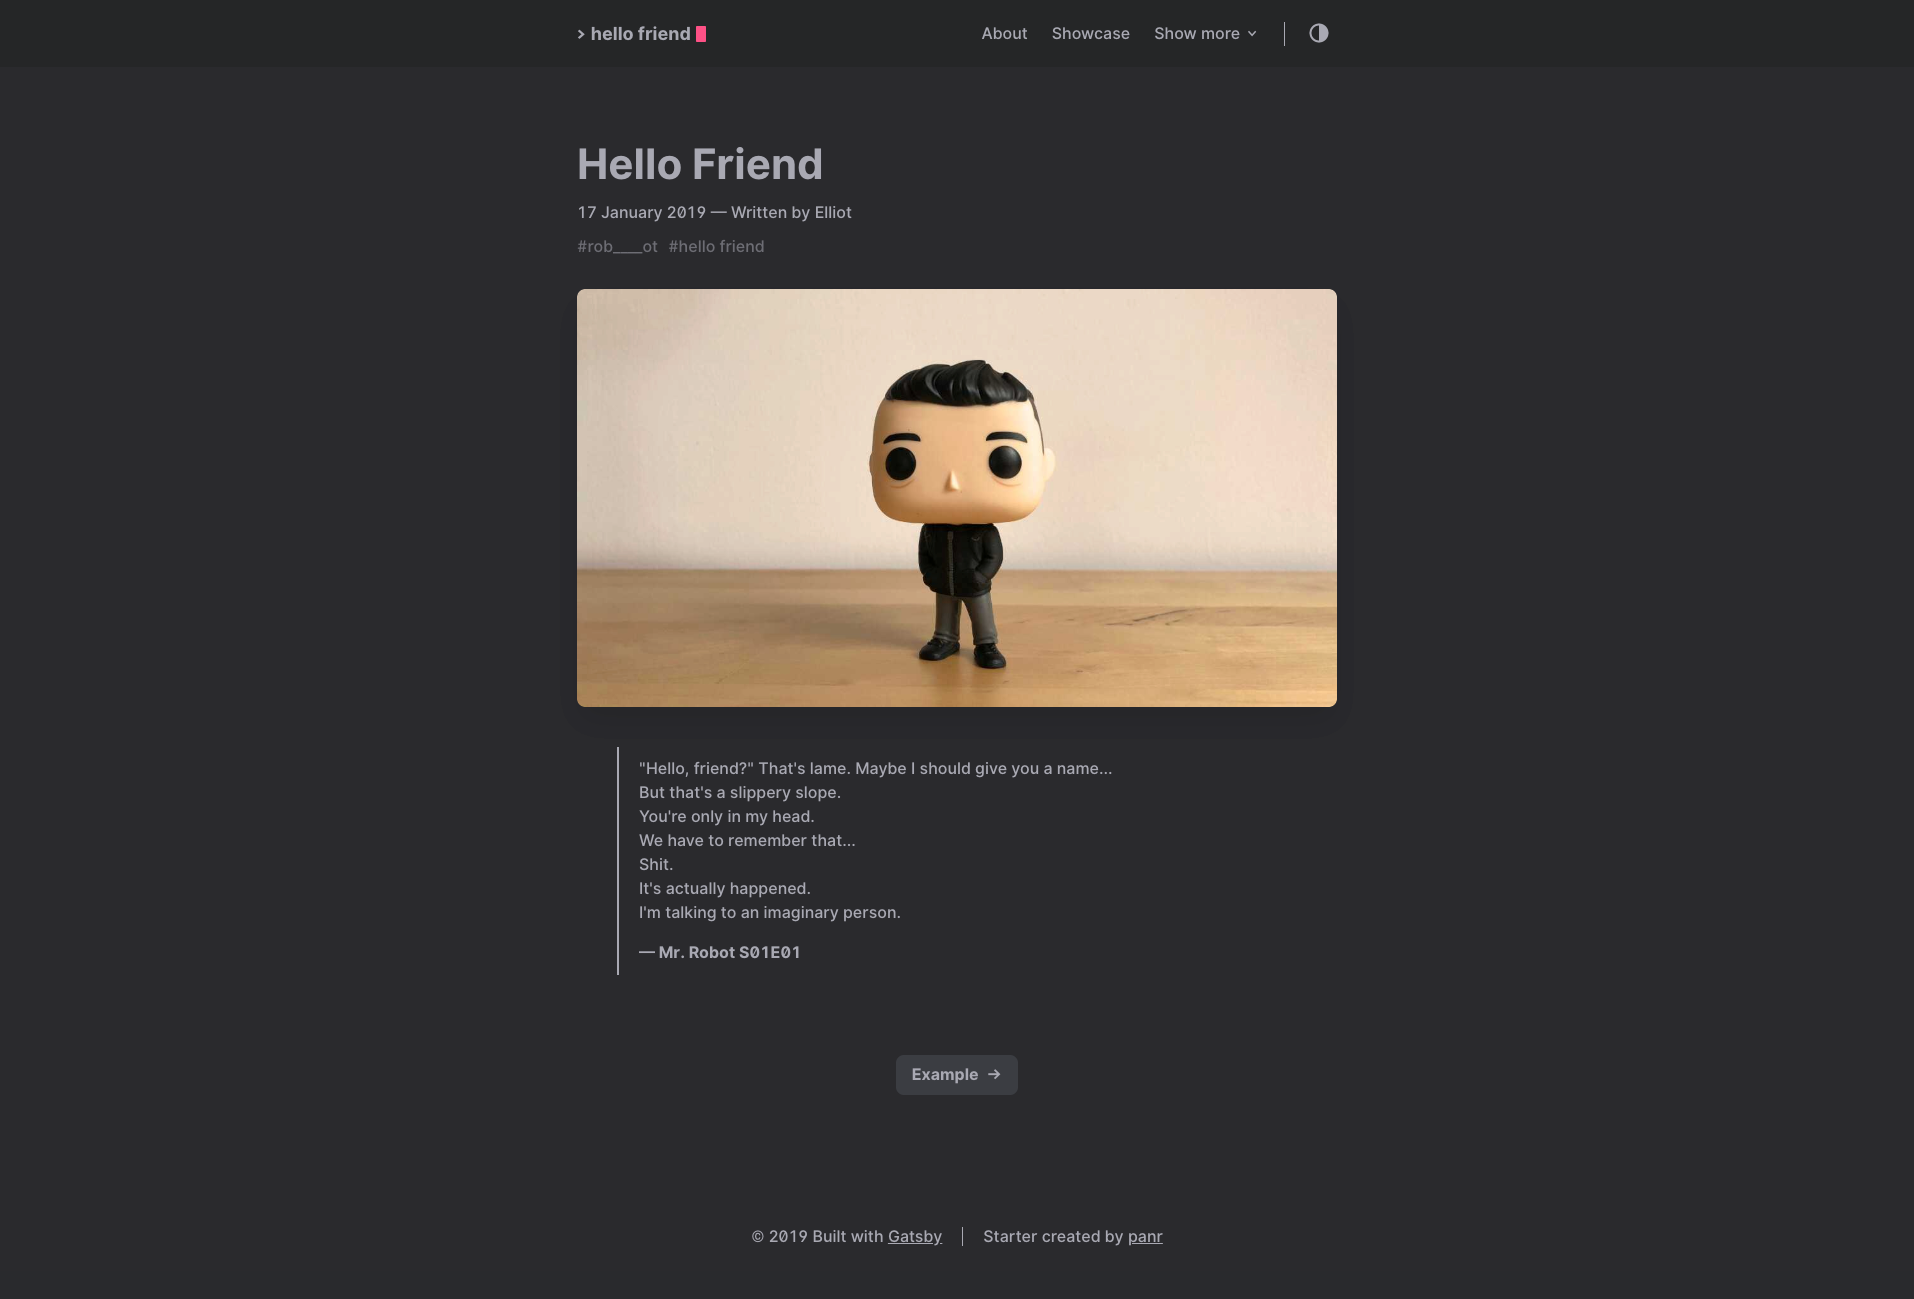 > hello friend
About Showcase Show more
Hello Friend
17 January 2019 — Written by Elliot
#rob____ot #hello friend
"Hello, friend?" That's lame. Maybe I should give you a name...
But that's a slippery slope.
You're only in my head.
We have to remember that...
Shit.
It's actually happened.
I'm talking to an imaginary person.
— Mr. Robot S01E01
Example →
© 2019 Built with Gatsby
Starter created by panr